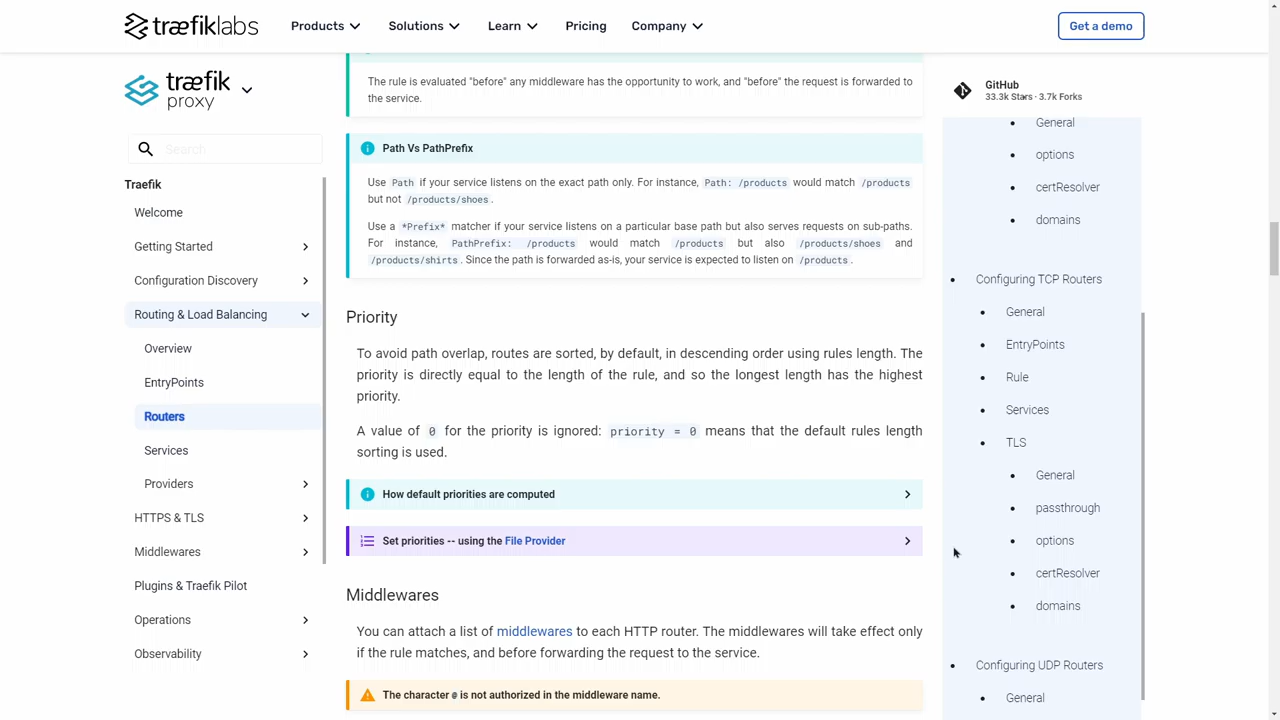 træfiklabs
Products
Solutions
Learn
Pricing
Company
Get a demo
træfik
proxy
Search
Traefik
Welcome
Getting Started
Configuration Discovery
Routing & Load Balancing
Overview
EntryPoints
Routers
Services
Providers
HTTPS & TLS
Middlewares
Plugins & Traefik Pilot
Operations
Observability
The rule is evaluated "before" any middleware has the opportunity to work, and "before" the request is forwarded to
the service.
Path Vs PathPrefix
Use Path if your service listens on the exact path only. For instance, Path: /products would match /products
but not /products/shoes.
Use a *Prefix* matcher if your service listens on a particular base path but also serves requests on sub-paths.
For instance, PathPrefix: /products would match /products but also /products/shoes and
/products/shirts. Since the path is forwarded as-is, your service is expected to listen on /products.
Priority
To avoid path overlap, routes are sorted, by default, in descending order using rules length. The
priority is directly equal to the length of the rule, and so the longest length has the highest
priority.
A value of 0 for the priority is ignored: priority = 0 means that the default rules length
sorting is used.
How default priorities are computed
Set priorities -- using the File Provider
Middlewares
You can attach a list of middlewares to each HTTP router. The middlewares will take effect only
if the rule matches, and before forwarding the request to the service.
The character @ is not authorized in the middleware name.
GitHub
33.3k Stars · 3.7k Forks
General
options
certResolver
domains
Configuring TCP Routers
General
EntryPoints
Rule
Services
TLS
General
passthrough
options
certResolver
domains
Configuring UDP Routers
General